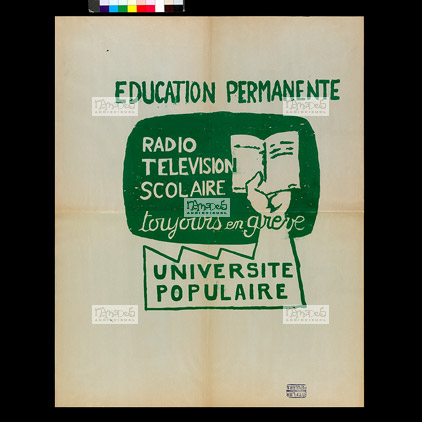 EDUCATION PERMANENTE
RADIO
TELEVISION
SCOLAIRE
toujours en grève
UNIVERSITE
POPULAIRE